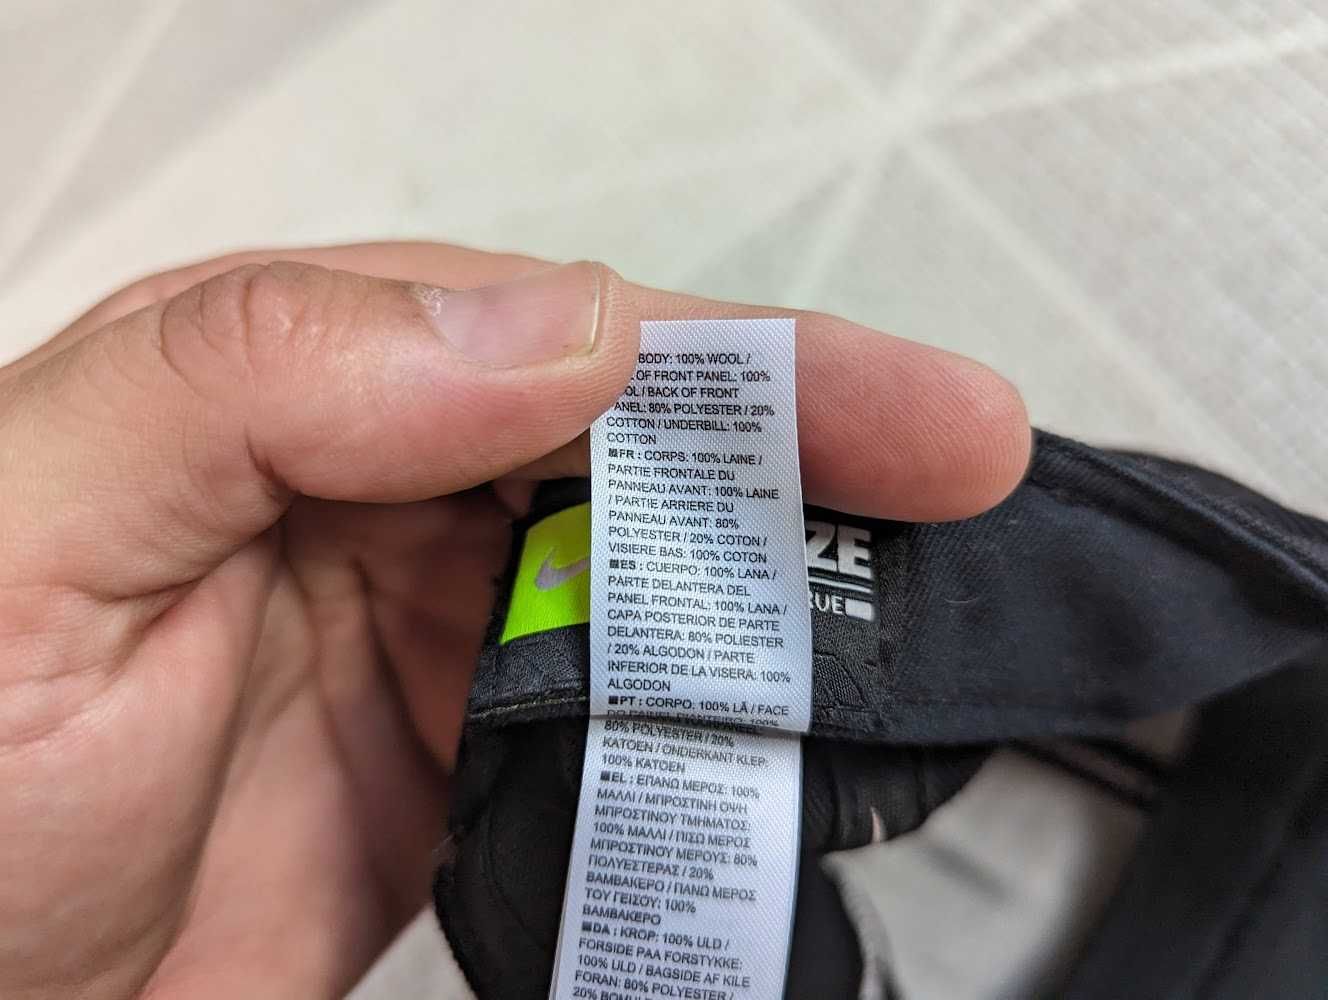 BODY: 100% WOOL /
OF FRONT PANEL: 100%
/ BACK OF FRONT
80% POLYESTER / 20%
COTTON / UNDERBILL: 100%
COTTON
FR : CORPS: 100% LAINE /
PARTIE FRONTALE DU
PANNEAU AVANT: 100% LAINE
/ PARTIE ARRIERE DU
PANNEAU AVANT: 80%
POLYESTER / 20% COTON /
VISIERE BAS: 100% COTON
ES : CUERPO: 100% LANA /
PARTE DELANTERA DEL
PANEL FRONTAL: 100% LANA /
CAPA POSTERIOR DE PARTE
DELANTERA: 80% POLIESTER
/ 20% ALGODON / PARTE
INFERIOR DE LA VISERA: 100%
ALGODON
PT : CORPO: 100% LÃ / FACE
80% POLYESTER / 20%
KATOEN / ONDERKANT KLEP:
100% KATOEN
EL : ΕΠΑΝΩ ΜΕΡΟΣ: 100%
ΜΑΛΛΙ / ΜΠΡΟΣΤΙΝΗ ΟΨΗ
ΜΠΡΟΣΤΙΝΟΥ ΤΜΗΜΑΤΟΣ:
100% ΜΑΛΛΙ / ΠΙΣΩ ΜΕΡΟΣ
ΜΠΡΟΣΤΙΝΟΥ ΜΕΡΟΥΣ: 80%
ΠΟΛΥΕΣΤΕΡΑΣ / 20%
ΒΑΜΒΑΚΕΡΟ / ΠΑΝΩ ΜΕΡΟΣ
ΤΟΥ ΓΕΙΣΟΥ: 100%
ΒΑΜΒΑΚΕΡΟ
DA : KROP: 100% ULD /
FORSIDE PAA FORSTYKKE:
100% ULD / BAGSIDE AF KILE
FORAN: 80% POLYESTER /
20%